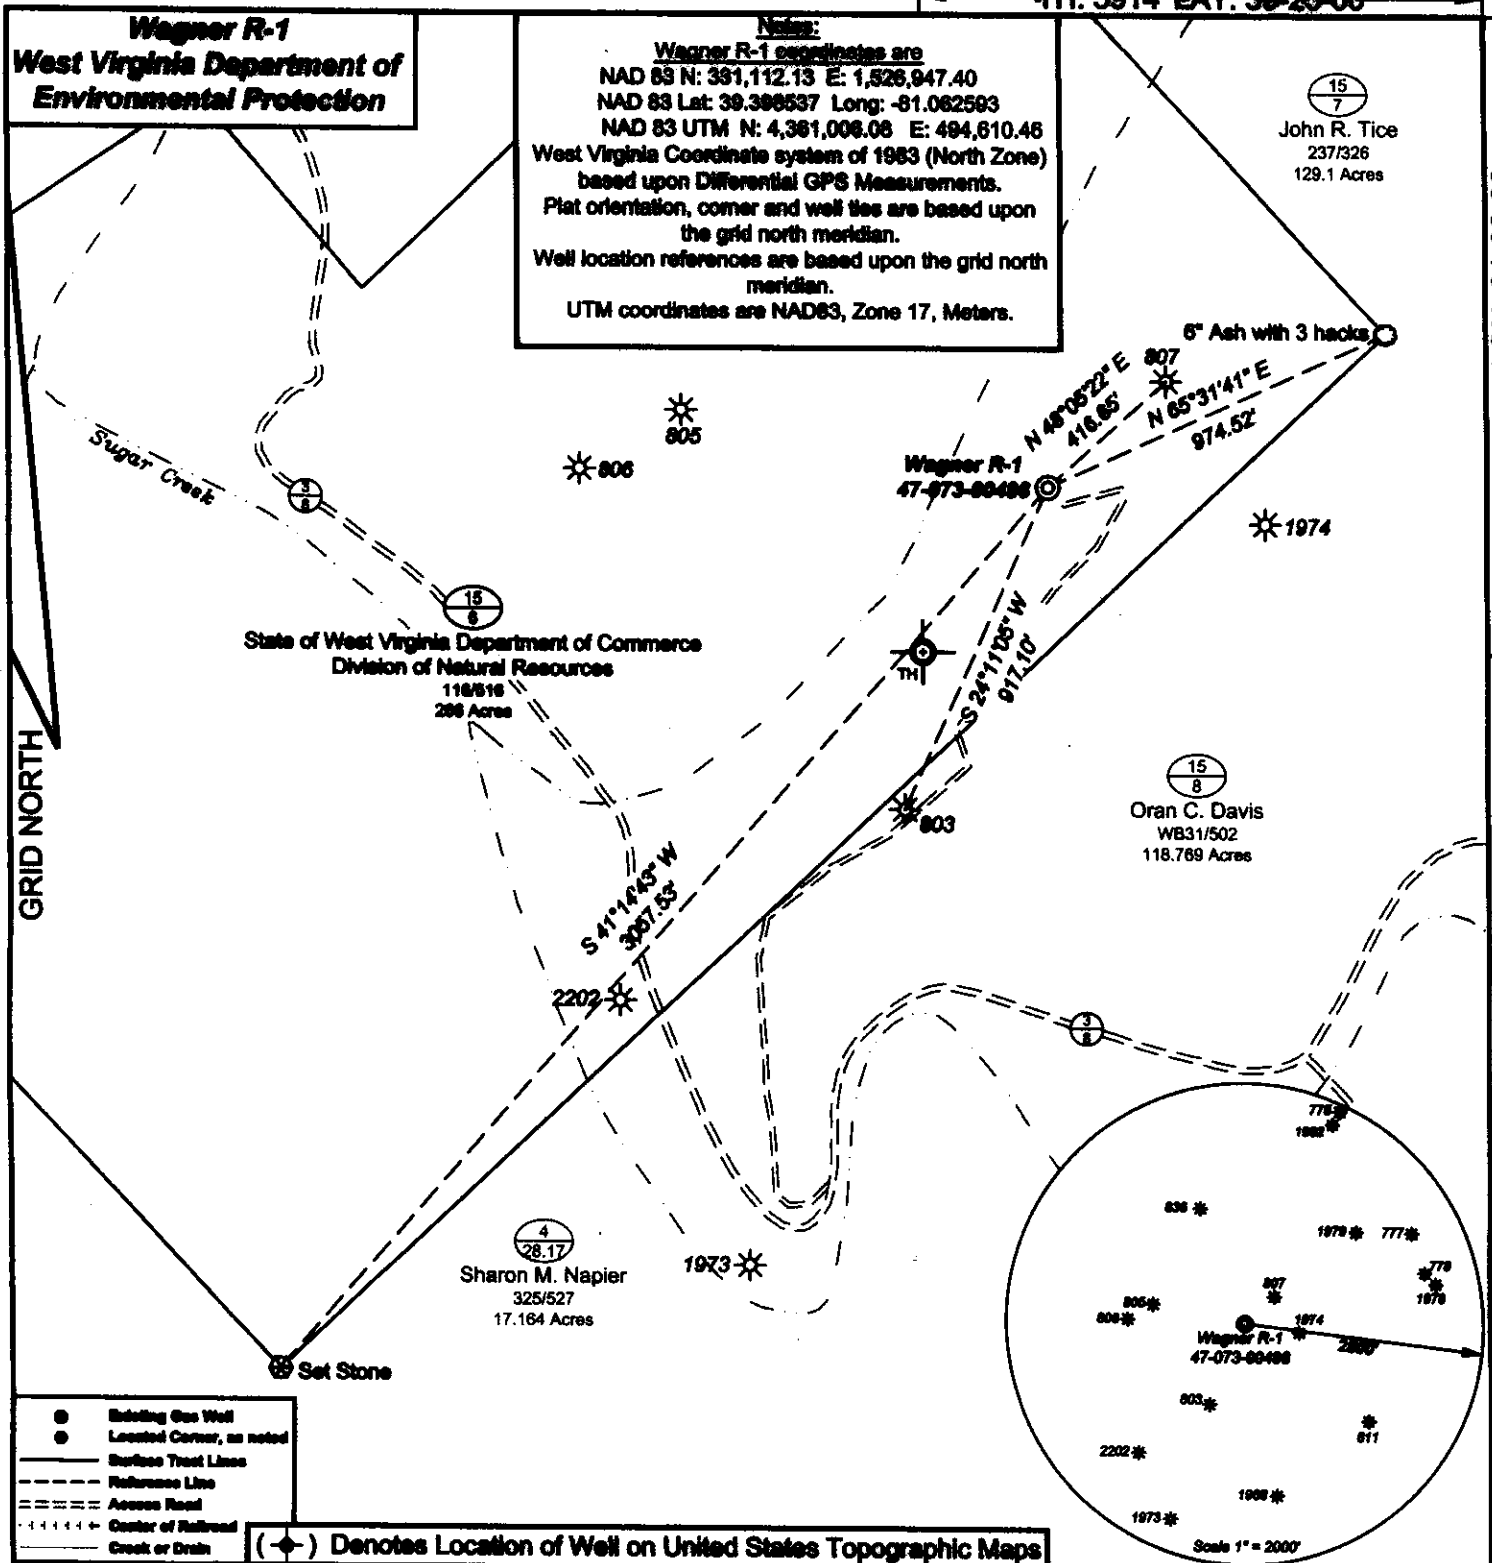 Wagner R-1
West Virginia Department of
Environmental Protection
Notes:
Wagner R-1 coordinates are
NAD 83 N: 331,112.13 E: 1,526,947.40
NAD 83 Lat: 39.398537 Long: -81.062593
NAD 83 UTM N: 4,361,006.06 E: 494,610.46
West Virginia Coordinate system of 1983 (North Zone)
based upon Differential GPS Measurements.
Plat orientation, corner and well ties are based upon
the grid north meridian.
Well location references are based upon the grid north
meridian.
UTM coordinates are NAD83, Zone 17, Meters.
15
7
John R. Tice
237/326
129.1 Acres
6" Ash with 3 hacks
807
N 48°05'22" E
416.65'
N 65°31'41" E
974.52'
805
806
Sugar Creek
3
8
Wagner R-1
47-073-00496
1974
15
6
State of West Virginia Department of Commerce
Division of Natural Resources
116/616
286 Acres
TH
S 24°11'05" W
917.10'
GRID NORTH
15
8
Oran C. Davis
WB31/502
118.769 Acres
803
S 41°14'43" W
3057.53'
2202
3
8
4
28.17
Sharon M. Napier
325/527
17.164 Acres
1973
Set Stone
1982
836
1979
777
778
1979
807
805
806
1974
Wagner R-1
47-073-00496
803
811
2202
1973
Scale 1" = 2000'
Existing Gas Well
Located Corner, as noted
Surface Tract Lines
Reference Line
Access Road
Center of Railroad
Creek or Drain
( ) Denotes Location of Well on United States Topographic Maps